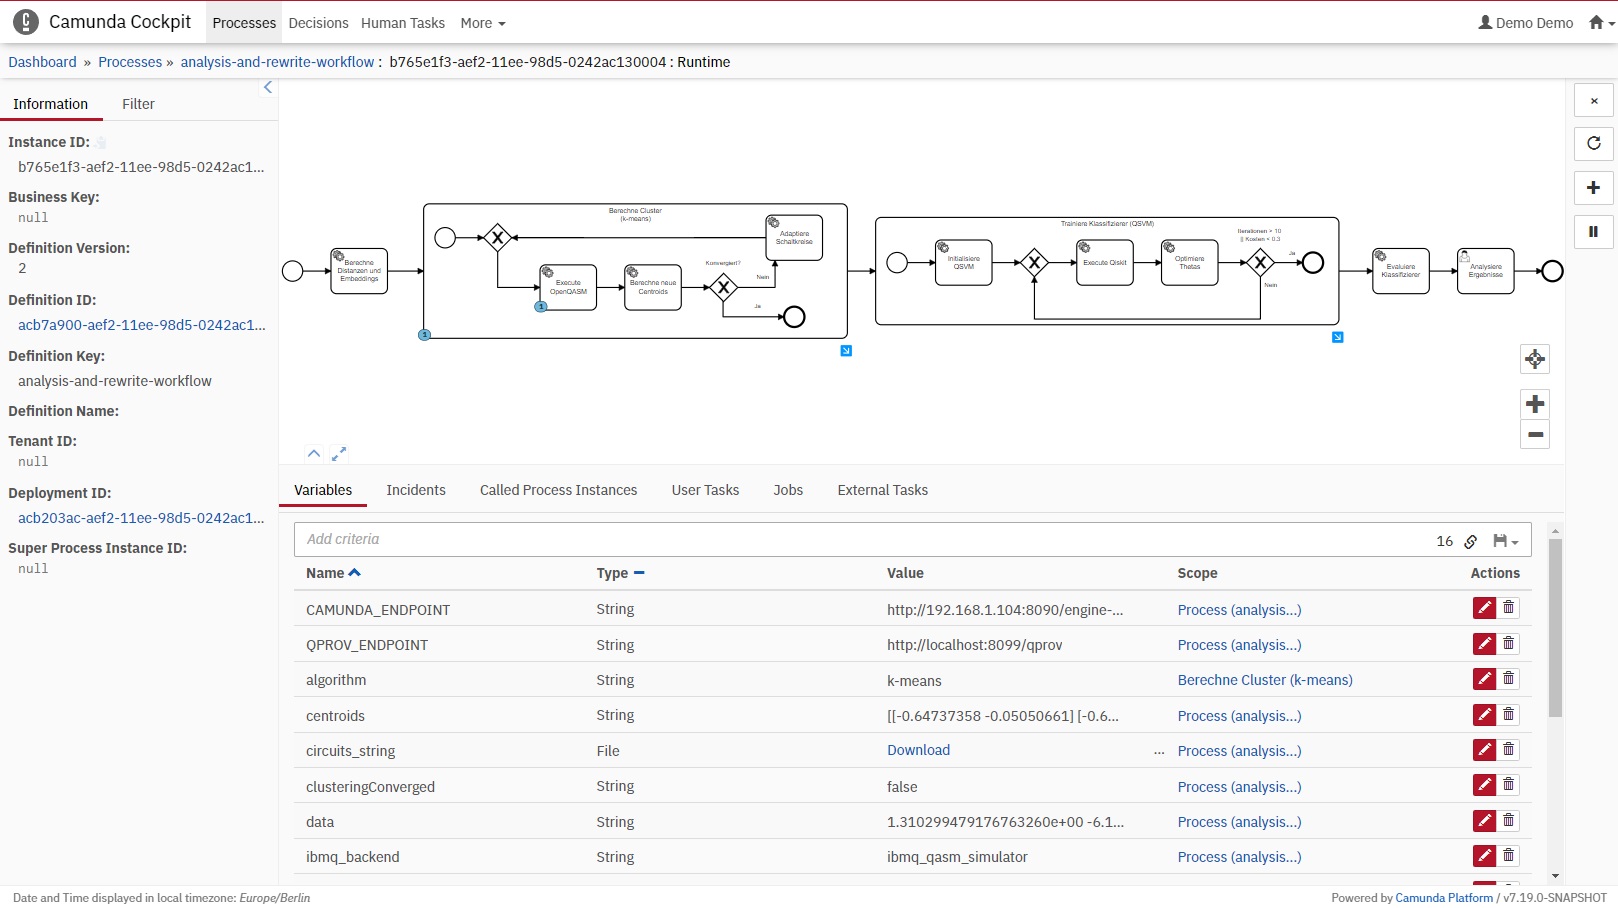 Camunda Cockpit Processes Decisions Human Tasks More Demo Demo
Dashboard » Processes » analysis-and-rewrite-workflow : b765e1f3-aef2-11ee-98d5-0242ac130004 : Runtime
Information Filter
Instance ID:
b765e1f3-aef2-11ee-98d5-0242ac1...
Business Key:
null
Definition Version:
2
Definition ID:
acb7a900-aef2-11ee-98d5-0242ac1...
Definition Key:
analysis-and-rewrite-workflow
Definition Name:
Tenant ID:
null
Deployment ID:
acb203ac-aef2-11ee-98d5-0242ac1...
Super Process Instance ID:
null
Berechne
Distanzen und
Embeddings
Berechne Cluster
(k-means)
Adaptiere
Schaltkreise
Execute
OpenQASM
1
Berechne neue
Centroids
Konvergiert?
Nein
Ja
1
Trainiere Klassifizierer (QSVM)
Initialisiere
QSVM
Execute Qiskit
Optimiere
Thetas
Iterationen > 10
|| Kosten < 0.3
Ja
Nein
Evaluiere
Klassifizierer
Analysiere
Ergebnisse
Variables Incidents Called Process Instances User Tasks Jobs External Tasks
Add criteria 16
Name Type Value Scope Actions
CAMUNDA_ENDPOINT String http://192.168.1.104:8090/engine-... Process (analysis...)
QPROV_ENDPOINT String http://localhost:8099/qprov Process (analysis...)
algorithm String k-means Berechne Cluster (k-means)
centroids String [[-0.64737358 -0.05050661] [-0.6... Process (analysis...)
circuits_string File Download ... Process (analysis...)
clusteringConverged String false Process (analysis...)
data String 1.310299479176763260e+00 -6.1... Process (analysis...)
ibmq_backend String ibmq_qasm_simulator Process (analysis...)
Date and Time displayed in local timezone: Europe/Berlin Powered by Camunda Platform / v7.19.0-SNAPSHOT